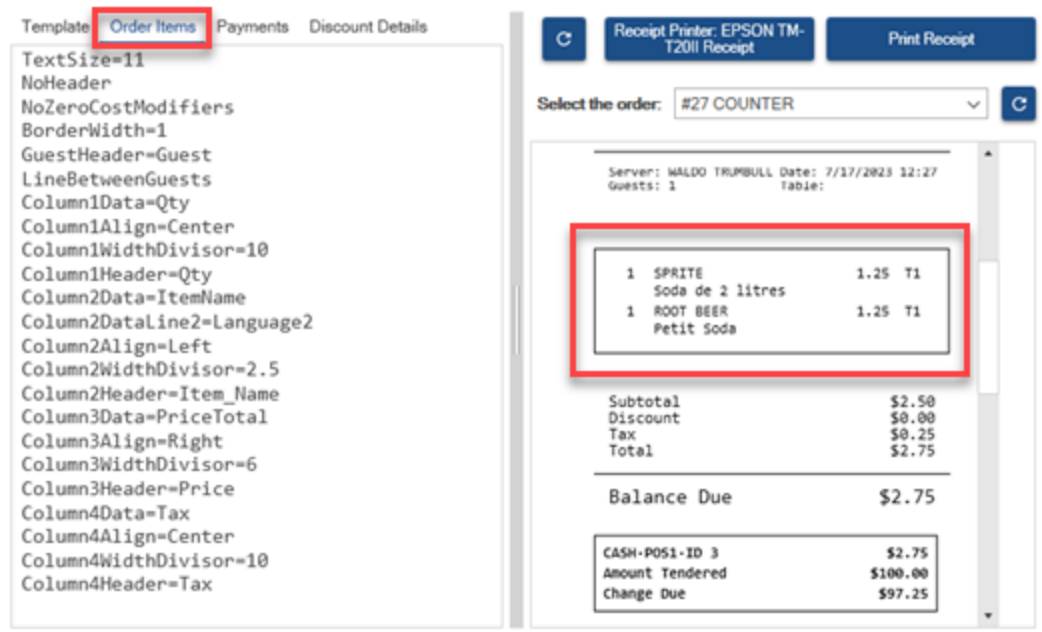 Template Order Items Payments Discount Details
TextSize=11
NoHeader
NoZeroCostModifiers
BorderWidth=1
GuestHeader=Guest
LineBetweenGuests
Column1Data=Qty
Column1Align=Center
Column1WidthDivisor=10
Column1Header=Qty
Column2Data=ItemName
Column2DataLine2=Language2
Column2Align=Left
Column2WidthDivisor=2.5
Column2Header=Item_Name
Column3Data=PriceTotal
Column3Align=Right
Column3WidthDivisor=6
Column3Header=Price
Column4Data=Tax
Column4Align=Center
Column4WidthDivisor=10
Column4Header=Tax
Receipt Printer: EPSON TM-
T20II Receipt
Print Receipt
Select the order: #27 COUNTER
Server: WALDO TRUMBULL Date: 7/17/2023 12:27
Guests: 1 Table:
1 SPRITE 1.25 T1
Soda de 2 litres
1 ROOT BEER 1.25 T1
Petit Soda
Subtotal $2.50
Discount $0.00
Tax $0.25
Total $2.75
Balance Due $2.75
CASH-POS1-ID 3 $2.75
Amount Tendered $100.00
Change Due $97.25